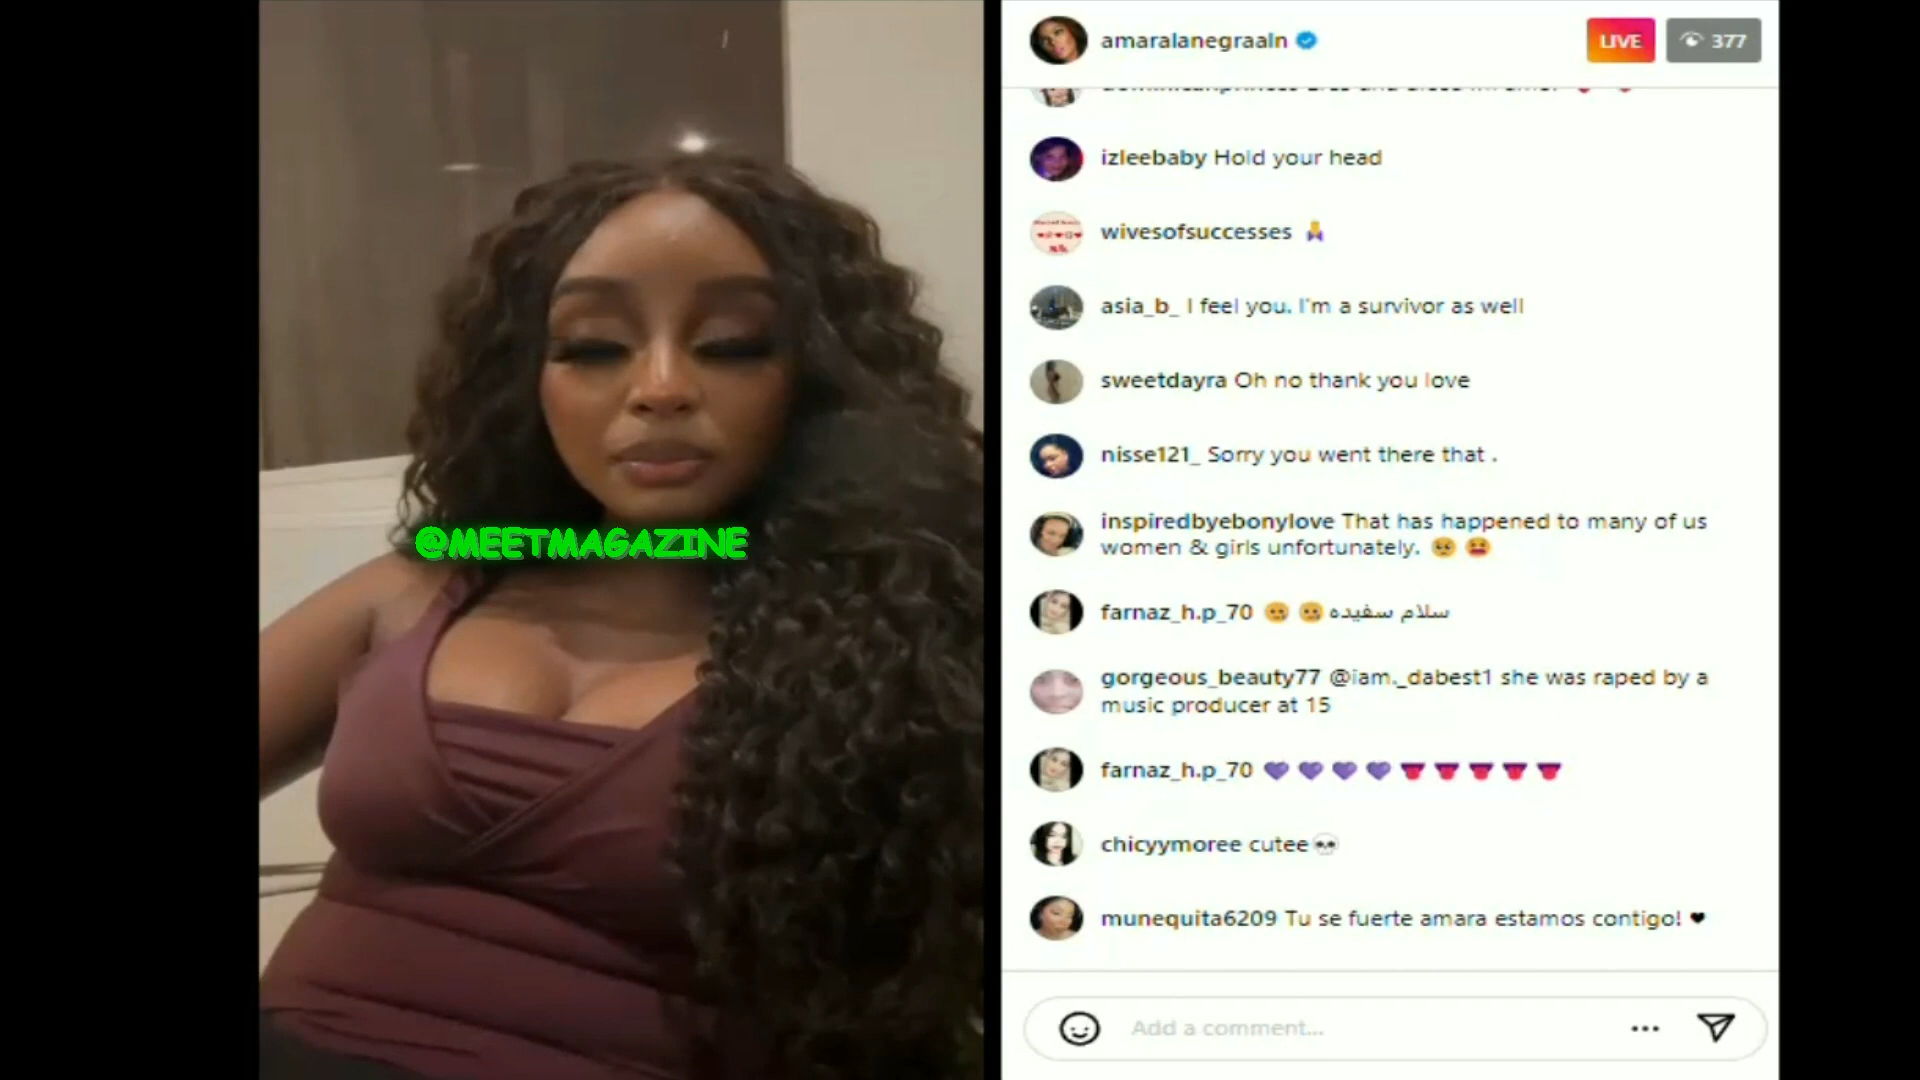 amaralanegraaln
LIVE
377
izleebaby Hold your head
wivesofsuccesses
asia_b_ I feel you. I'm a survivor as well
sweetdayra Oh no thank you love
nisse121_ Sorry you went there that .
@MEETMAGAZINE
inspiredbyebonylove That has happened to many of us
women & girls unfortunately. 🥺 😫
farnaz_h.p_70 سلام سفیده
gorgeous_beauty77 @iam._dabest1 she was raped by a
music producer at 15
farnaz_h.p_70 💜 💜 💜 💜 👅 👅 👅 👅 👅
chicyymoree cutee💀
munequita6209 Tu se fuerte amara estamos contigo! ❤
Add a comment...